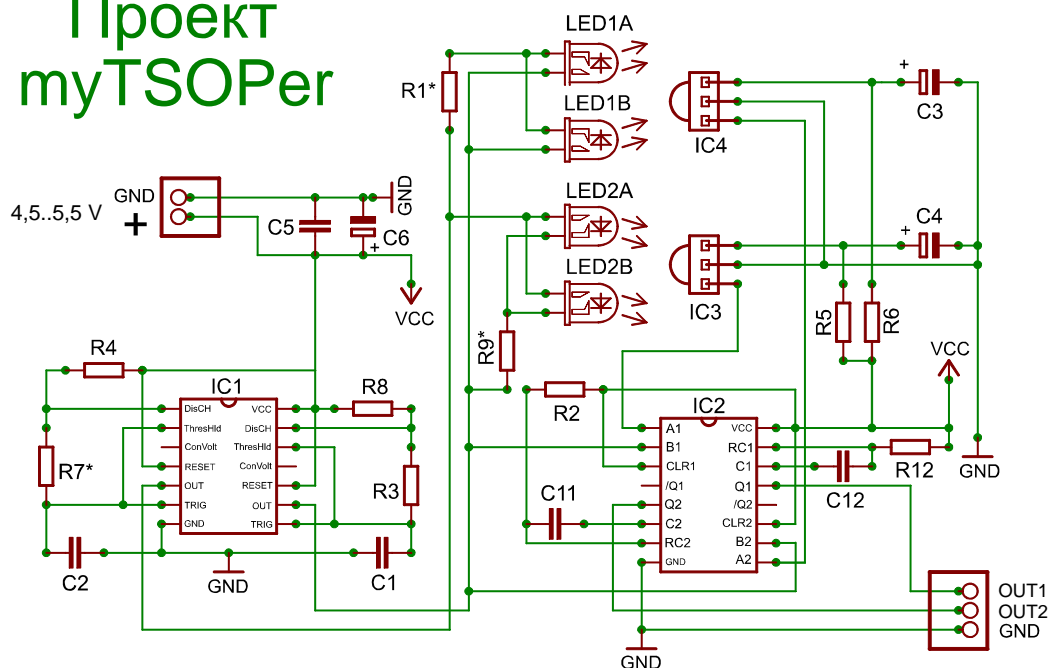 Проект
myTSOPer
LED1A
R1*
LED1B
IC4
+
C3
GND
4,5..5,5 V
+
C5
+
C6
GND
VCC
LED2A
LED2B
IC3
+
C4
R9*
R5
R6
VCC
R4
IC1
R8
R7*
R3
DisCH
ThresHld
ConVolt
RESET
OUT
TRIG
GND
VCC
DisCH
ThresHld
ConVolt
RESET
OUT
TRIG
C2
GND
C1
R2
IC2
C11
A1
B1
CLR1
/Q1
Q2
C2
RC2
GND
VCC
RC1
C1
Q1
/Q2
CLR2
B2
A2
R12
C12
GND
OUT1
OUT2
GND
GND